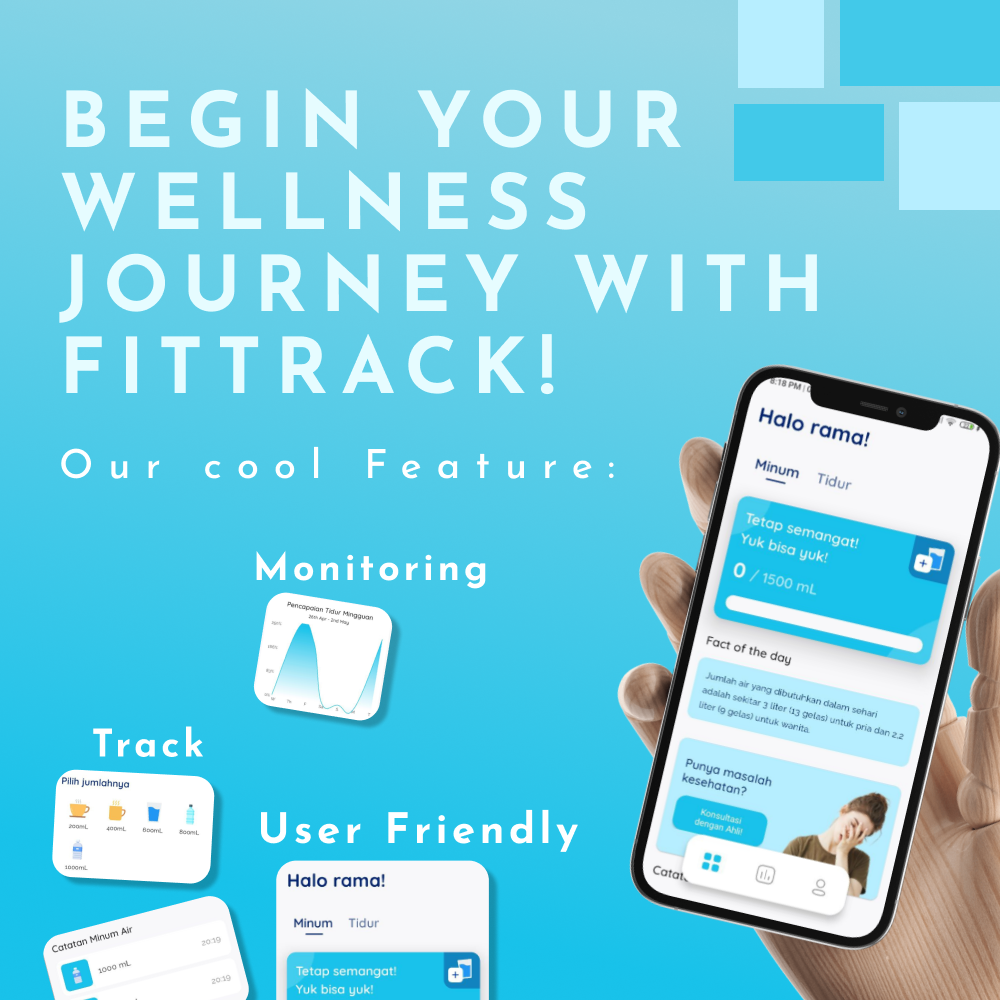 BEGIN YOUR
WELLNESS
JOURNEY WITH
FITTRACK!
Our cool Feature:
Monitoring
Pencapaian Tidur Mingguan
26th Apr - 2nd May
Track
Pilih jumlahnya
200mL
400mL
600mL
800mL
1000mL
Catatan Minum Air
1000 mL
20:19
20:19
User Friendly
Halo rama!
Minum Tidur
Tetap semangat!
Yuk bisa yuk!
8:18 PM
Halo rama!
Minum Tidur
Tetap semangat!
Yuk bisa yuk!
0 / 1500 mL
Fact of the day
Jumlah air yang dibutuhkan dalam sehari
adalah sekitar 3 liter (13 gelas) untuk pria dan 2.2
liter (9 gelas) untuk wanita.
Punya masalah
kesehatan?
Konsultasi
dengan Ahli!
Catat